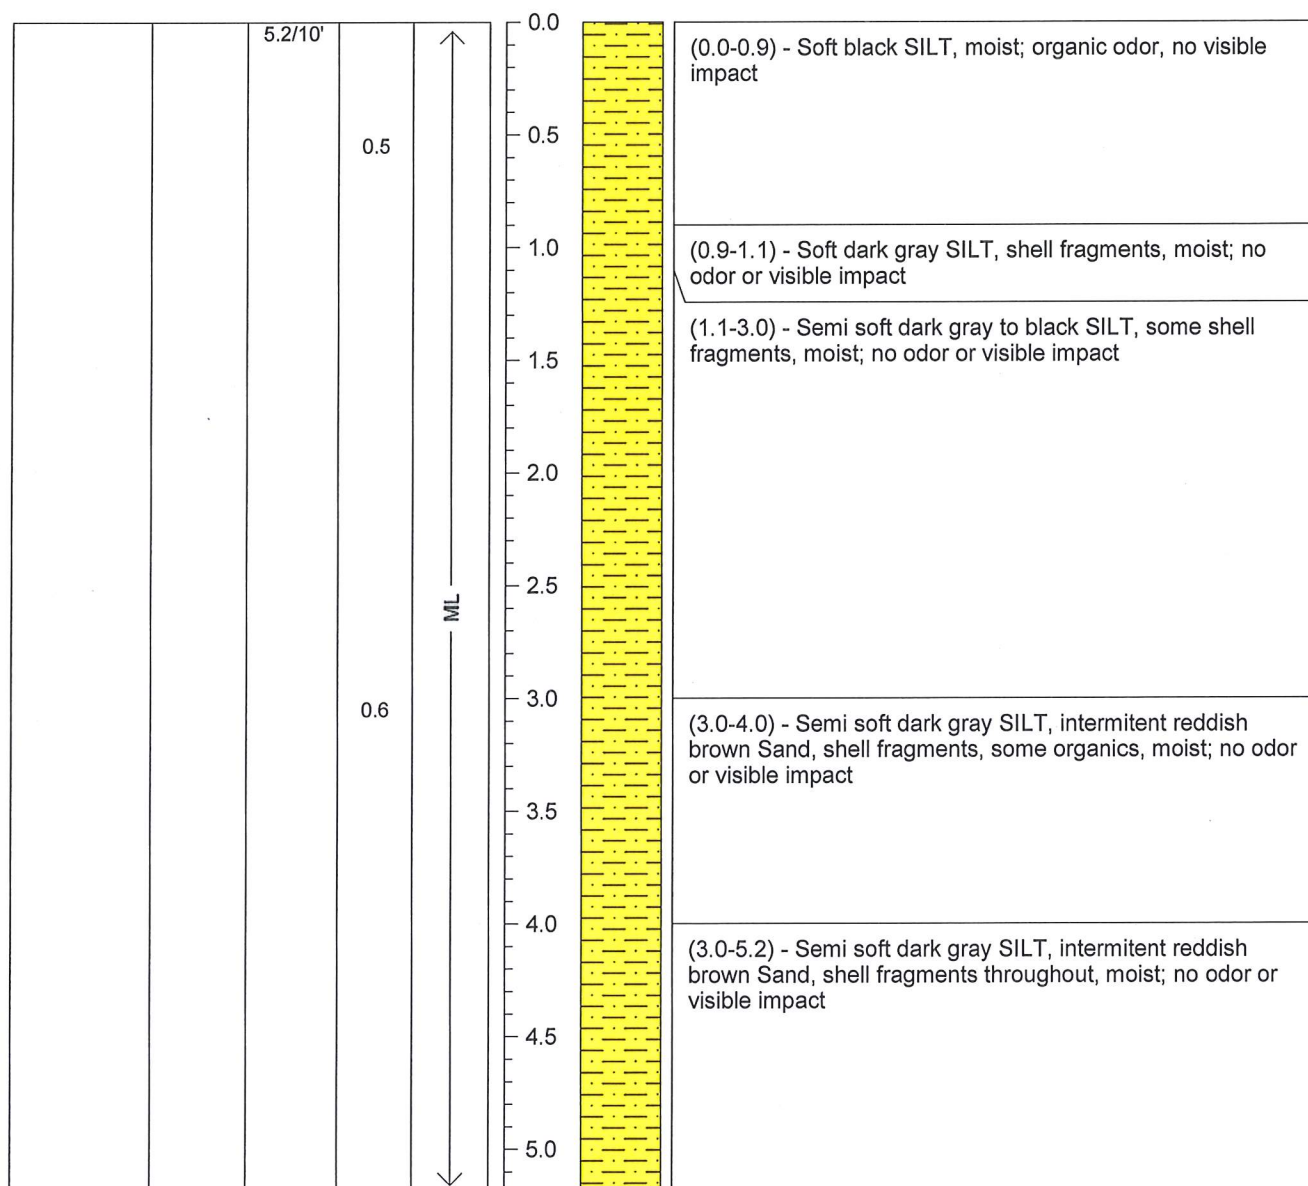 5.2/10'
0.5
0.6
ML
0.0
0.5
1.0
1.5
2.0
2.5
3.0
3.5
4.0
4.5
5.0
(0.0-0.9) - Soft black SILT, moist; organic odor, no visible
impact
(0.9-1.1) - Soft dark gray SILT, shell fragments, moist; no
odor or visible impact
(1.1-3.0) - Semi soft dark gray to black SILT, some shell
fragments, moist; no odor or visible impact
(3.0-4.0) - Semi soft dark gray SILT, intermitent reddish
brown Sand, shell fragments, some organics, moist; no odor
or visible impact
(3.0-5.2) - Semi soft dark gray SILT, intermitent reddish
brown Sand, shell fragments throughout, moist; no odor or
visible impact